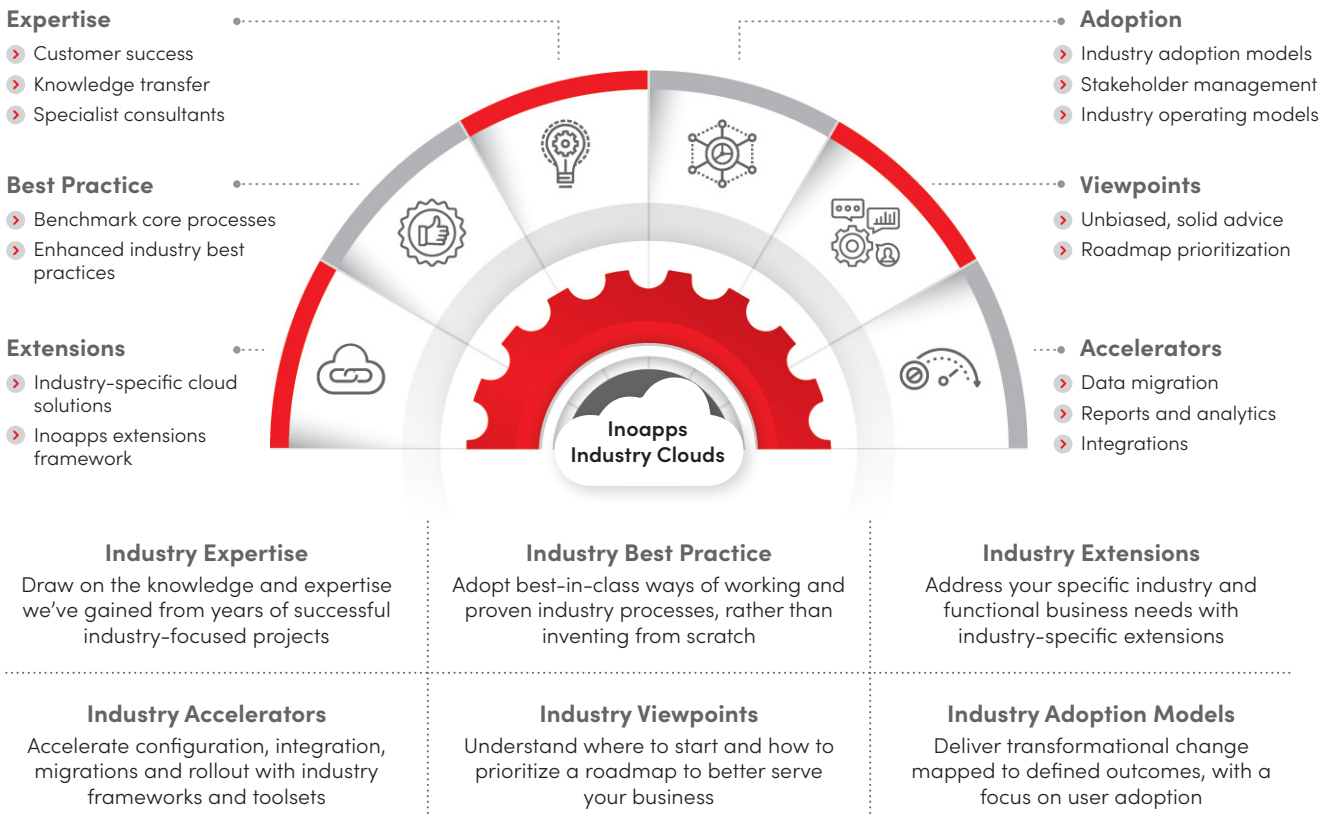 Expertise
Customer success
Knowledge transfer
Specialist consultants
Best Practice
Benchmark core processes
Enhanced industry best
practices
Extensions
Industry-specific cloud
solutions
Inoapps extensions
framework
Adoption
Industry adoption models
Stakeholder management
Industry operating models
Viewpoints
Unbiased, solid advice
Roadmap prioritization
Accelerators
Data migration
Reports and analytics
Integrations
Inoapps
Industry Clouds
Industry Expertise
Draw on the knowledge and expertise
we’ve gained from years of successful
industry-focused projects
Industry Best Practice
Adopt best-in-class ways of working and
proven industry processes, rather than
inventing from scratch
Industry Extensions
Address your specific industry and
functional business needs with
industry-specific extensions
Industry Accelerators
Accelerate configuration, integration,
migrations and rollout with industry
frameworks and toolsets
Industry Viewpoints
Understand where to start and how to
prioritize a roadmap to better serve
your business
Industry Adoption Models
Deliver transformational change
mapped to defined outcomes, with a
focus on user adoption